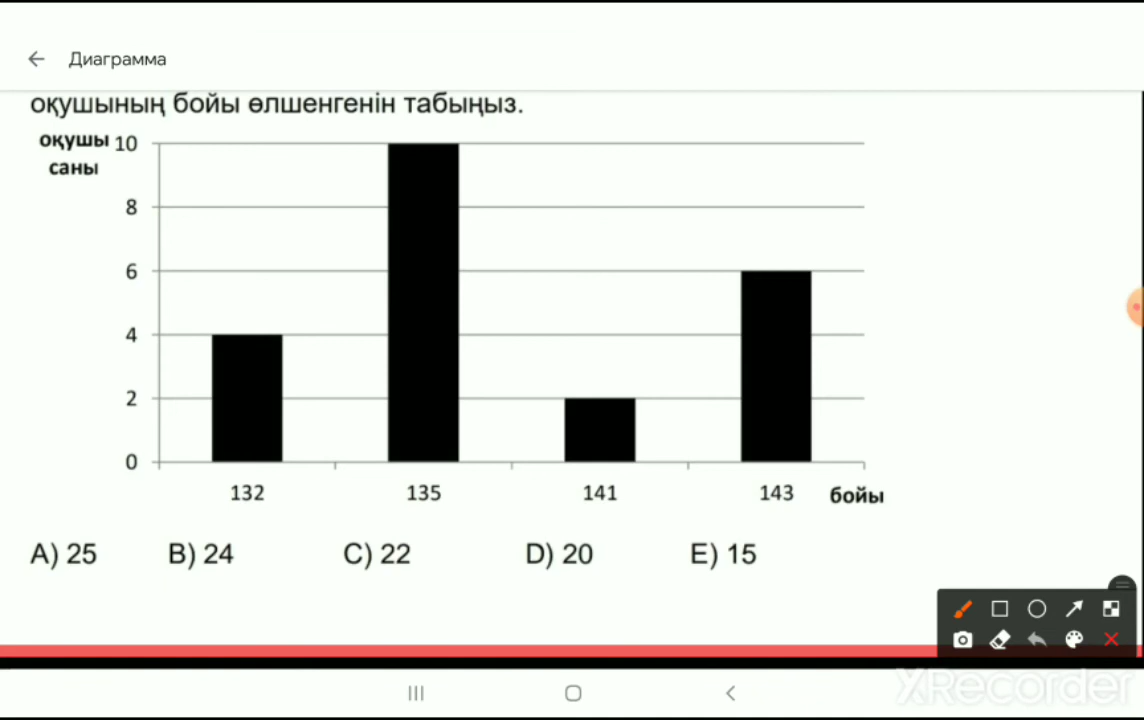 Диаграмма
оқушының бойы өлшенгенін табыңыз.
оқушы
саны
10
8
6
4
2
0
132 135 141 143 бойы
A) 25 B) 24 C) 22 D) 20 E) 15
XRecorder